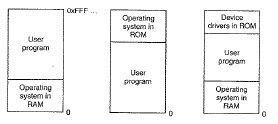 0xFFF ...
User
program
Operating
system in
RAM
0
Operating
system in
ROM
User
program
0
Device
drivers in ROM
User
program
Operating
system in
RAM
0